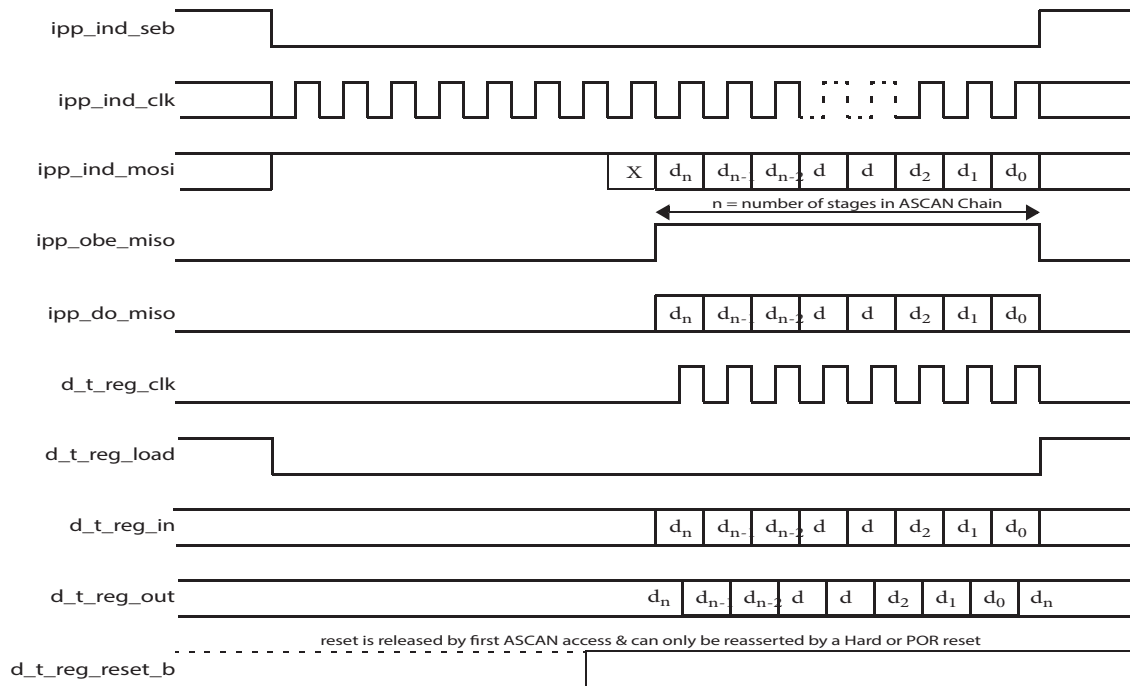 ipp_ind_seb
ipp_ind_clk
ipp_ind_mosi X dn dn-1 dn-2 d d d2 d1 d0
n = number of stages in ASCAN Chain
ipp_obe_miso
ipp_do_miso dn dn-1 dn-2 d d d2 d1 d0
d_t_reg_clk
d_t_reg_load
d_t_reg_in dn dn-1 dn-2 d d d2 d1 d0
d_t_reg_out dn dn-1 dn-2 d d d2 d1 d0 dn
reset is released by first ASCAN access & can only be reasserted by a Hard or POR reset
d_t_reg_reset_b